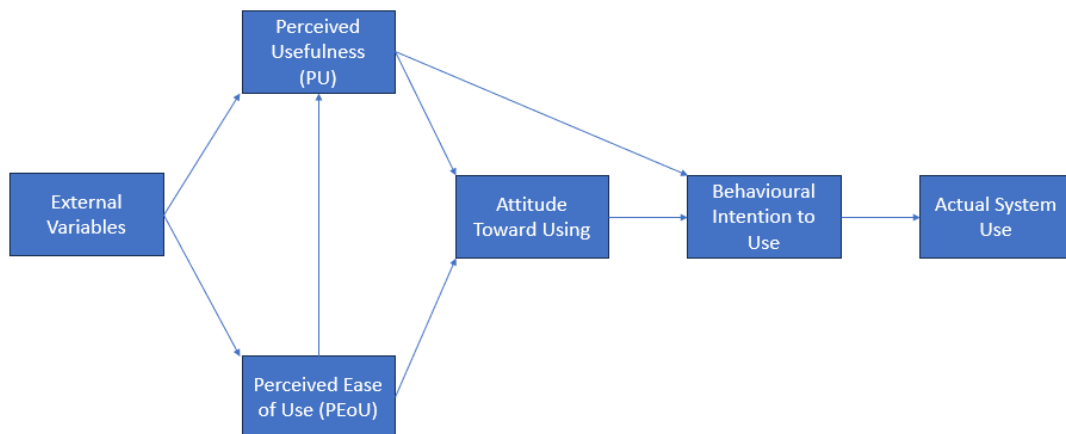 Perceived
Usefulness
(PU)
External
Variables
Attitude
Toward Using
Behavioural
Intention to
Use
Actual System
Use
Perceived Ease
of Use (PEoU)